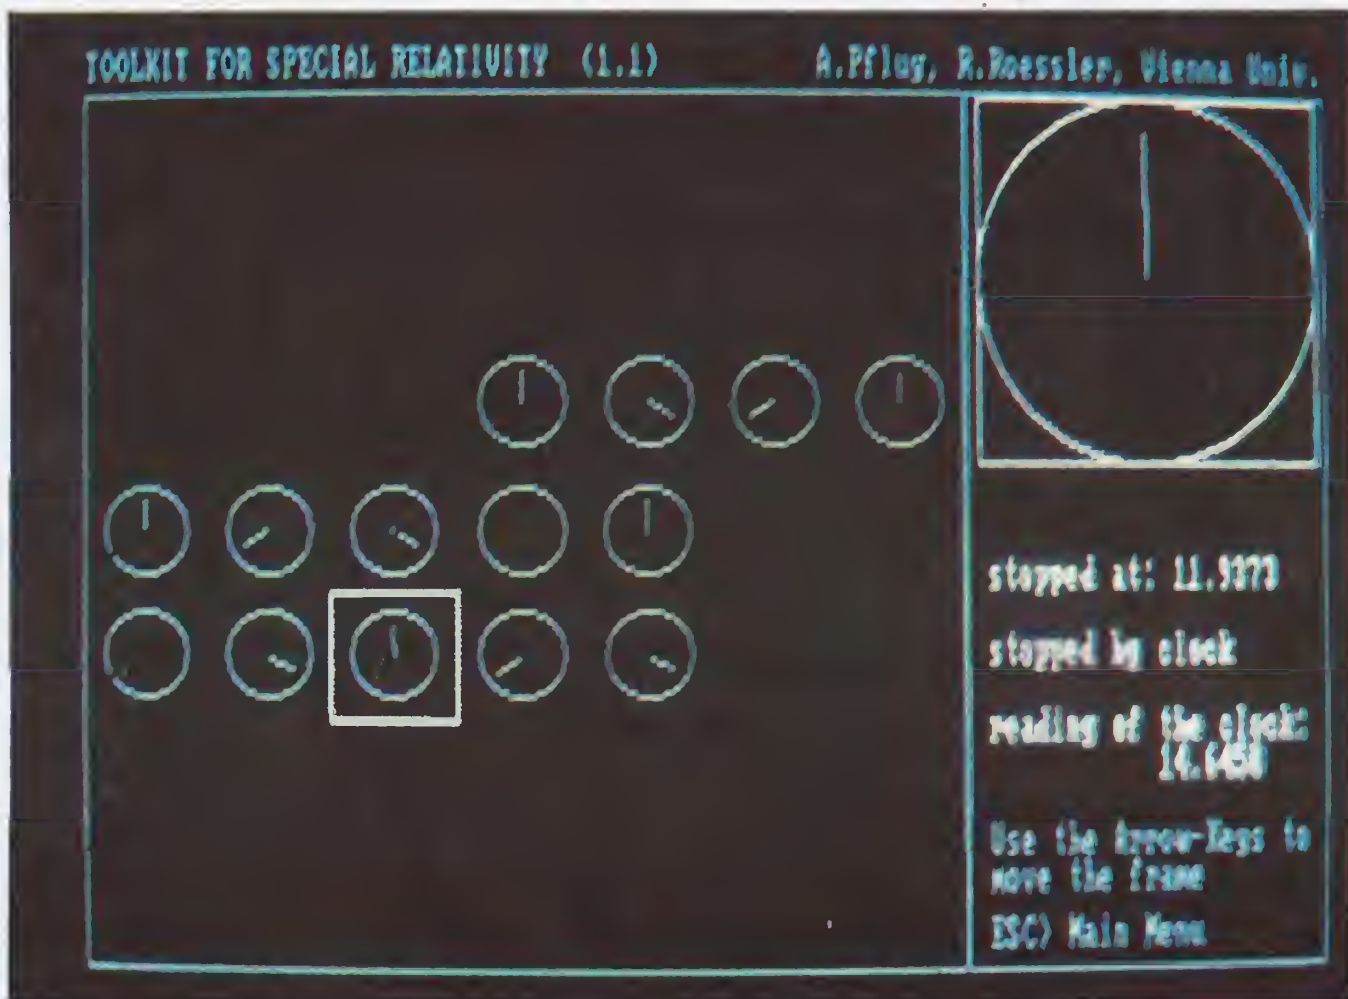 TOOLKIT FOR SPECIAL RELATIVITY (1.1)
A.Pflug, R.Roessler, Vienna Univ.
stopped at: 11.9373
stopped by clock
reading of the clock:
Use the Arrow-Keys to
move the frame
ESC) Main Menu